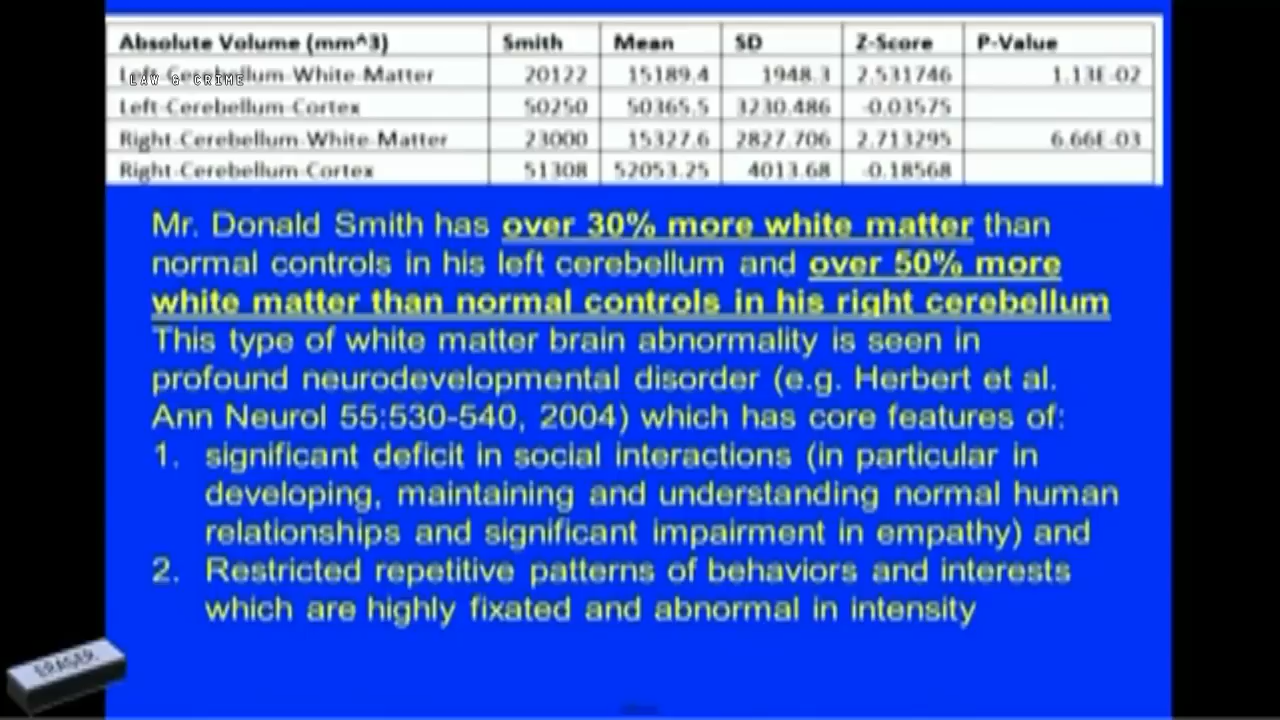 Absolute Volume (mm^3) Smith Mean SD Z-Score P-Value
LAW & CRIME
Left-Cerebellum-White-Matter 20122 15189.4 1948.3 2.531746 1.13E-02
Left-Cerebellum-Cortex 50250 50365.5 3230.486 -0.03575
Right-Cerebellum-White-Matter 23000 15327.6 2827.706 2.713295 6.66E-03
Right-Cerebellum-Cortex 51308 52053.25 4013.68 -0.18568
Mr. Donald Smith has over 30% more white matter than
normal controls in his left cerebellum and over 50% more
white matter than normal controls in his right cerebellum
This type of white matter brain abnormality is seen in
profound neurodevelopmental disorder (e.g. Herbert et al.
Ann Neurol 55:530-540, 2004) which has core features of:
1. significant deficit in social interactions (in particular in
developing, maintaining and understanding normal human
relationships and significant impairment in empathy) and
2. Restricted repetitive patterns of behaviors and interests
which are highly fixated and abnormal in intensity
ERASER